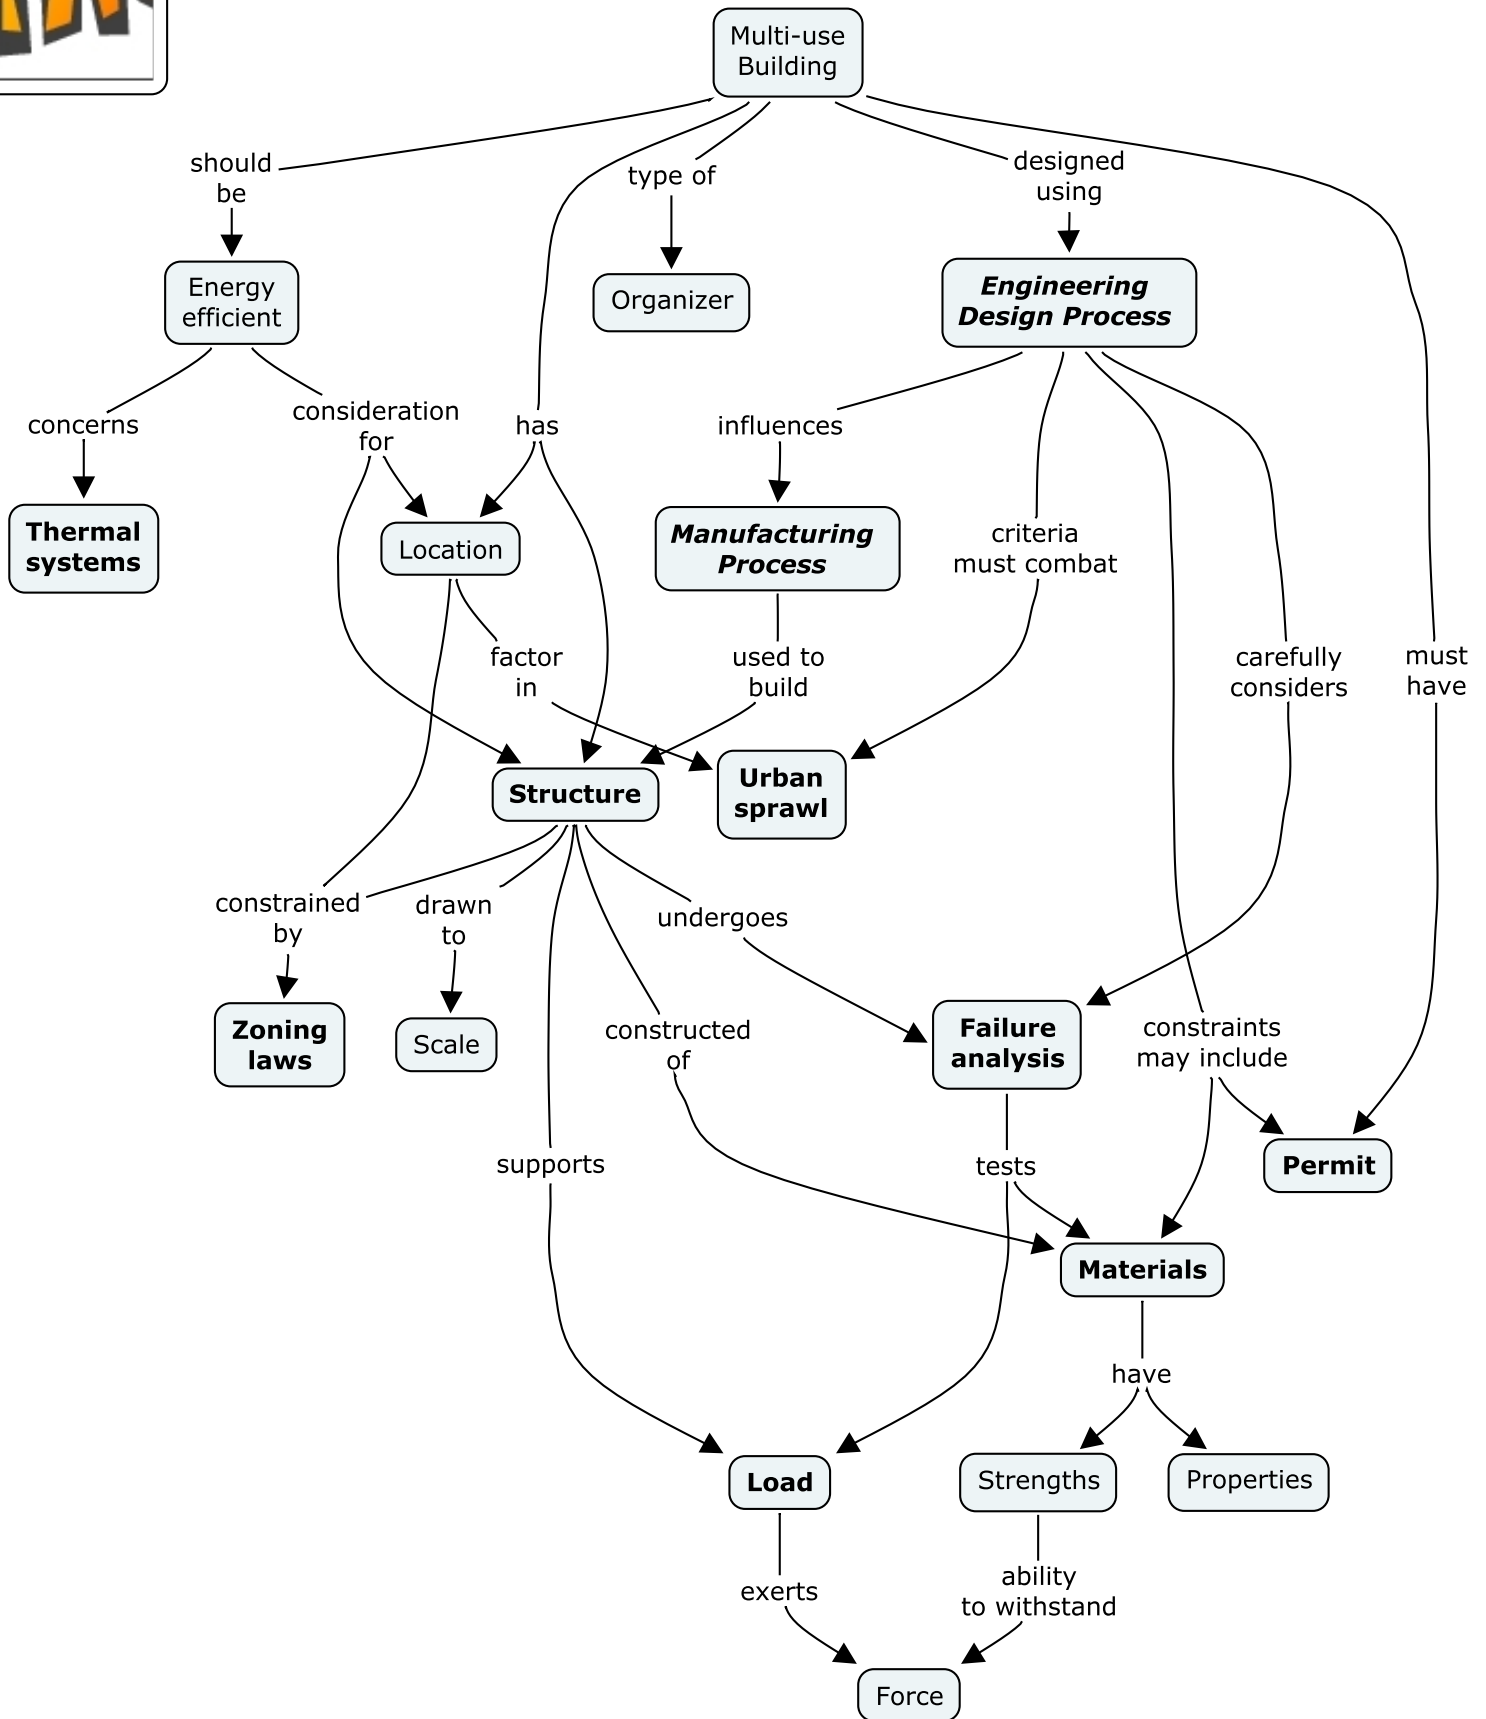 Multi-use
Building
should
be
type of
designed
using
Energy
efficient
Organizer
Engineering
Design Process
concerns
consideration
for
has
influences
Thermal
systems
Location
Manufacturing
Process
criteria
must combat
factor
in
used to
build
carefully
considers
must
have
Structure
Urban
sprawl
constrained
by
drawn
to
undergoes
Zoning
laws
Scale
constructed
of
Failure
analysis
constraints
may include
supports
tests
Permit
Materials
have
Load
Strengths
Properties
exerts
ability
to withstand
Force